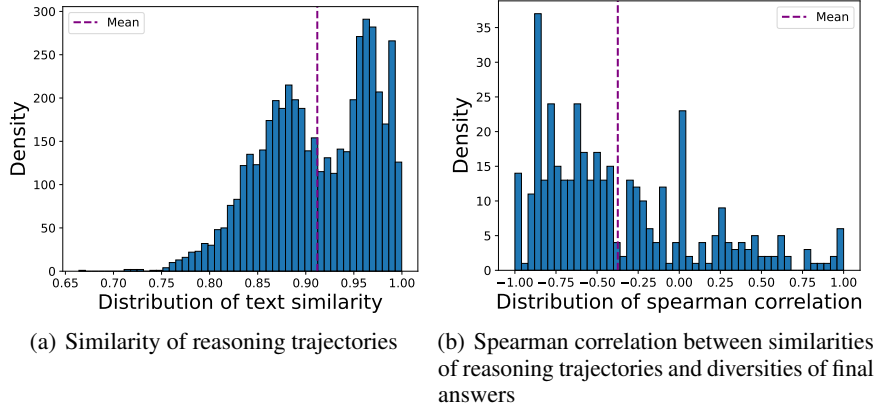 Mean
300
250
200
150
100
50
0
Density
0.65 0.70 0.75 0.80 0.85 0.90 0.95 1.00
Distribution of text similarity
(a) Similarity of reasoning trajectories
Mean
35
30
25
20
15
10
5
0
Density
−1.00 −0.75 −0.50 −0.25 0.00 0.25 0.50 0.75 1.00
Distribution of spearman correlation
(b) Spearman correlation between similarities
of reasoning trajectories and diversities of final
answers